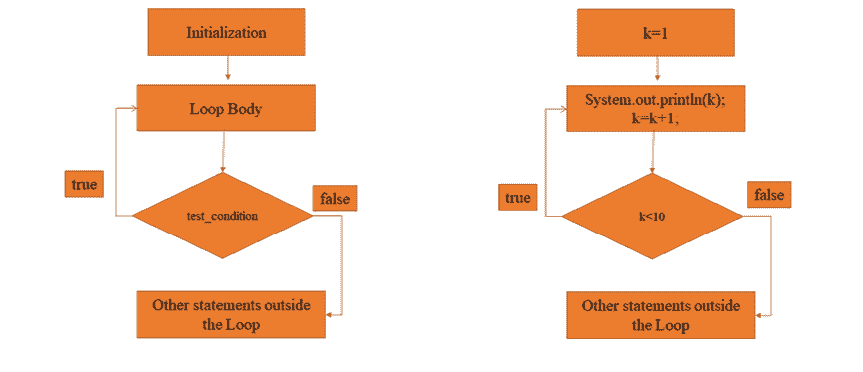 Initialization
Loop Body
true
false
test_condition
Other statements outside
the Loop
k=1
System.out.println(k);
k=k+1;
true
false
k<10
Other statements outside
the Loop